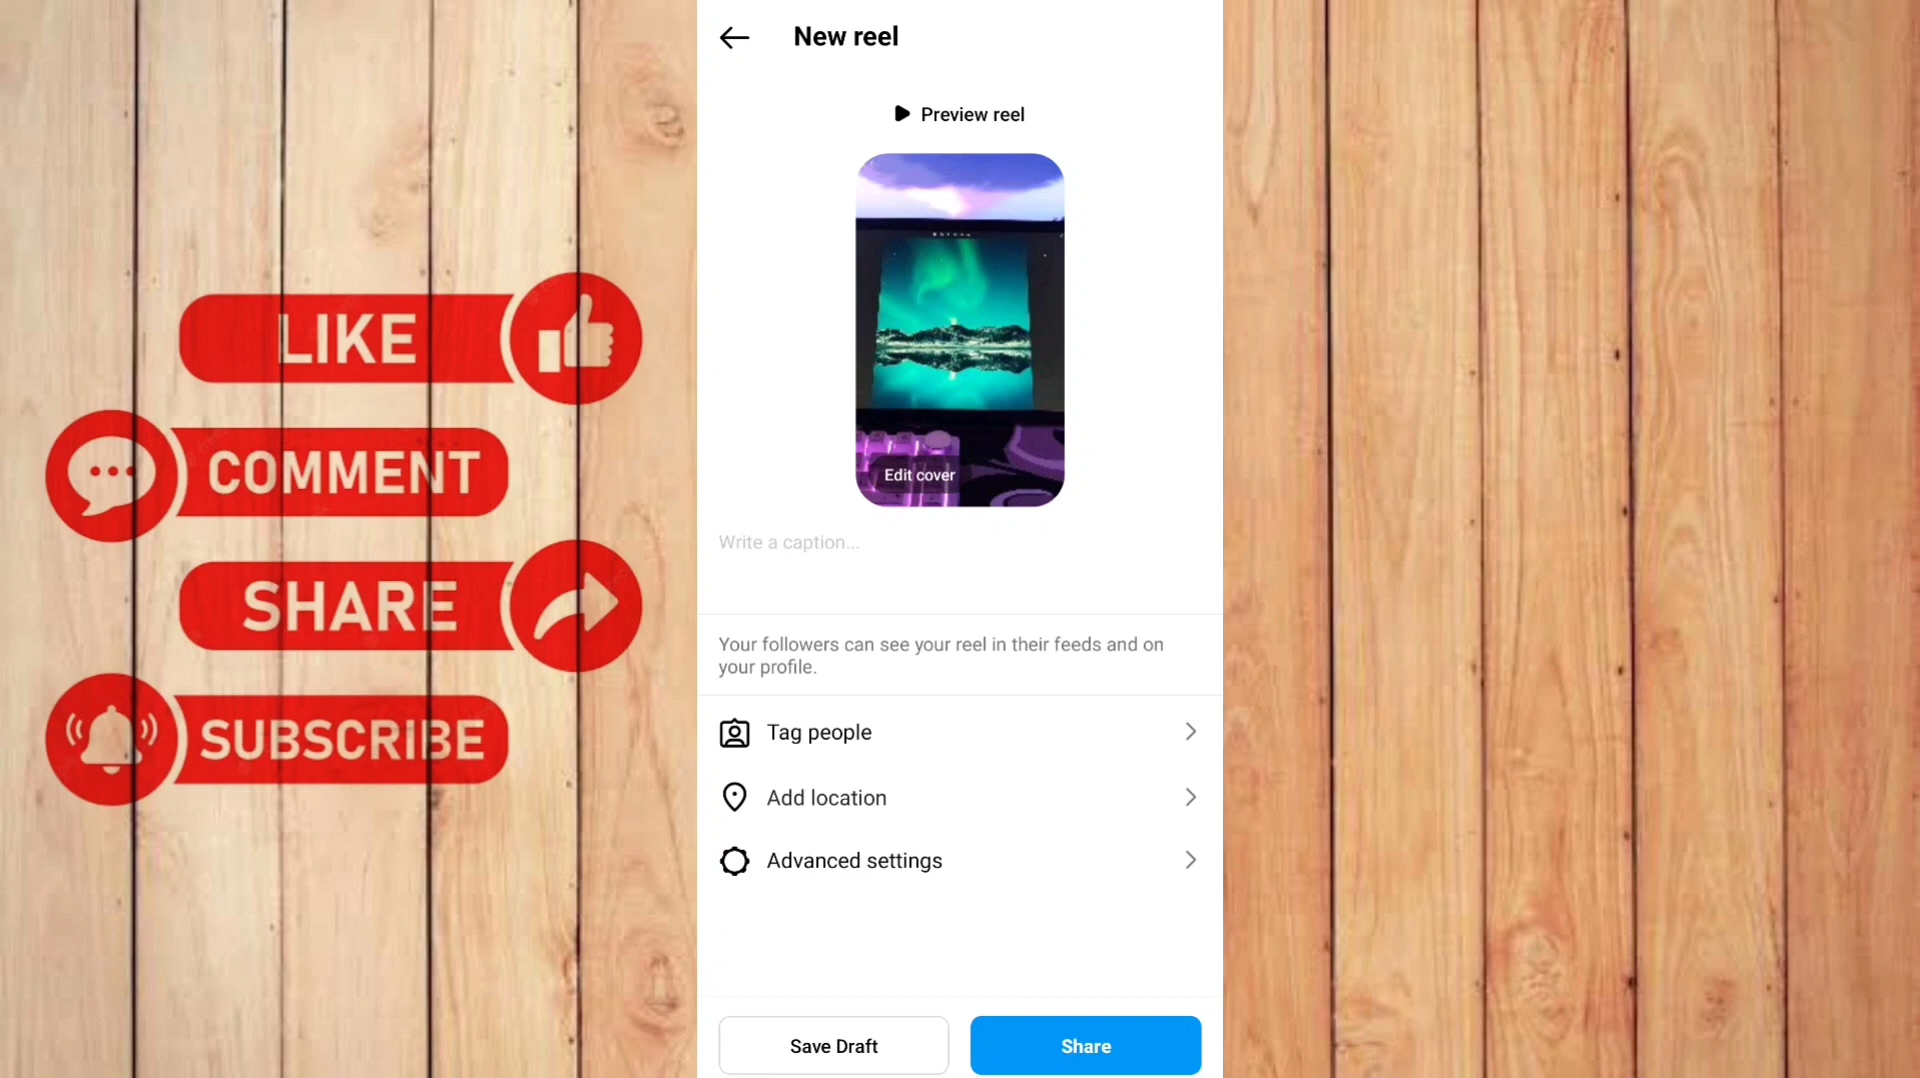 New reel
Preview reel
Edit cover
Write a caption...
Your followers can see your reel in their feeds and on
your profile.
Tag people
Add location
Advanced settings
Save Draft
Share
LIKE
COMMENT
SHARE
SUBSCRIBE